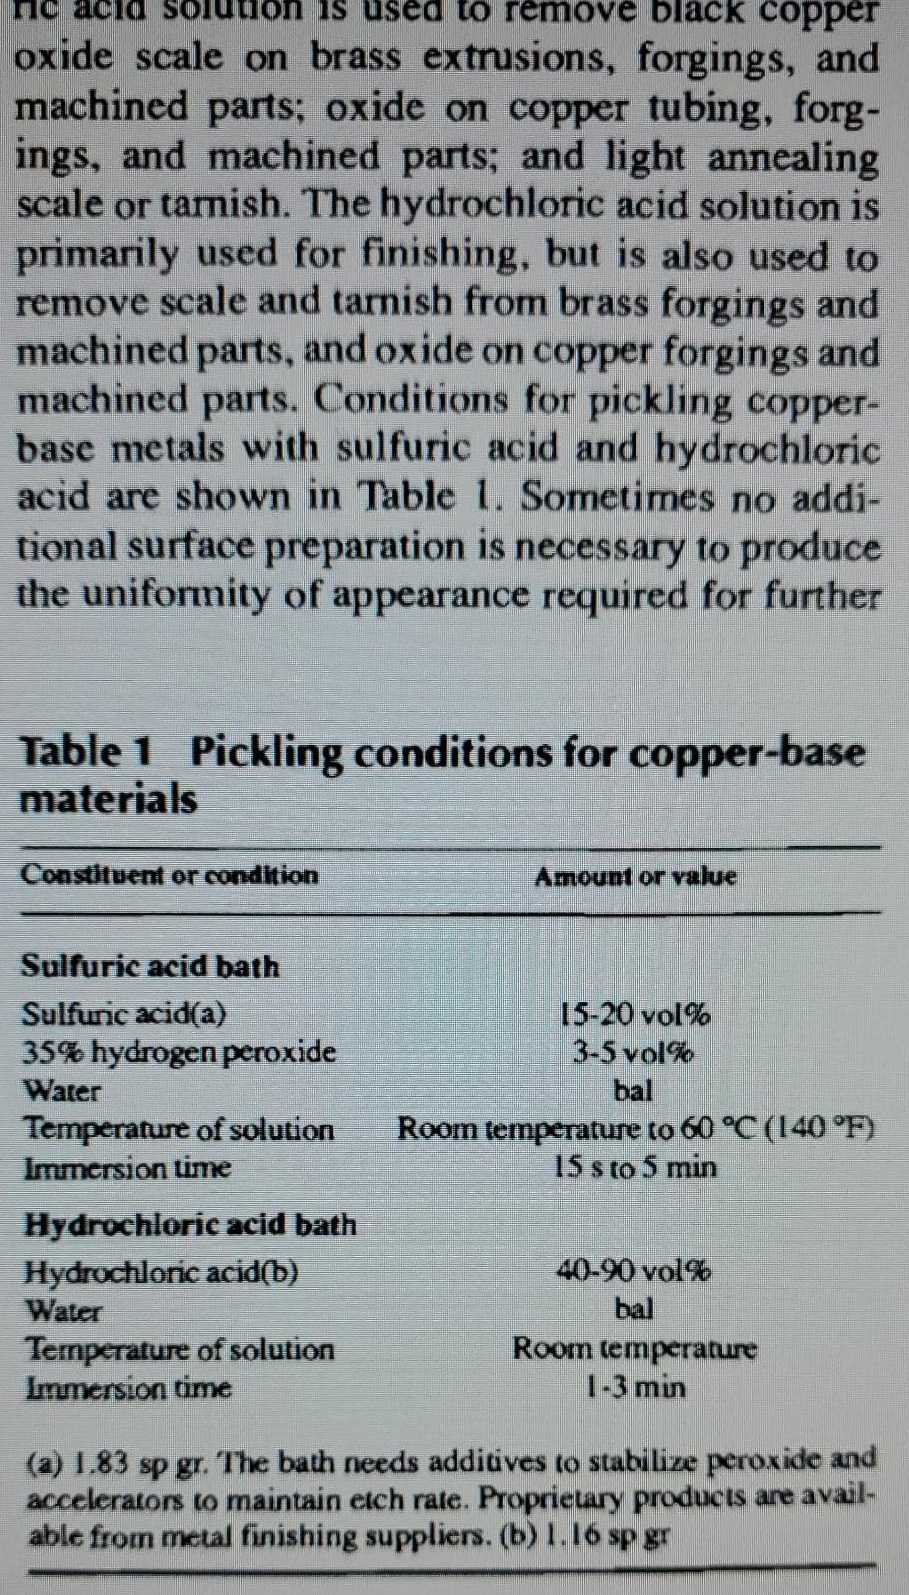 ric acid solution is used to remove black copper
oxide scale on brass extrusions, forgings, and
machined parts; oxide on copper tubing, forg-
ings, and machined parts; and light annealing
scale or tarnish. The hydrochloric acid solution is
primarily used for finishing, but is also used to
remove scale and tarnish from brass forgings and
machined parts, and oxide on copper forgings and
machined parts. Conditions for pickling copper-
base metals with sulfuric acid and hydrochloric
acid are shown in Table 1. Sometimes no addi-
tional surface preparation is necessary to produce
the uniformity of appearance required for further
Table 1 Pickling conditions for copper-base
materials
Constituent or condition Amount or value
Sulfuric acid bath
Sulfuric acid(a) 15-20 vol%
35% hydrogen peroxide 3-5 vol%
Water bal
Temperature of solution Room temperature to 60 °C (140 °F)
Immersion time 15 s to 5 min
Hydrochloric acid bath
Hydrochloric acid(b) 40-90 vol%
Water bal
Temperature of solution Room temperature
Immersion time 1-3 min
(a) 1.83 sp gr. The bath needs additives to stabilize peroxide and
accelerators to maintain etch rate. Proprietary products are avail-
able from metal finishing suppliers. (b) 1.16 sp gr